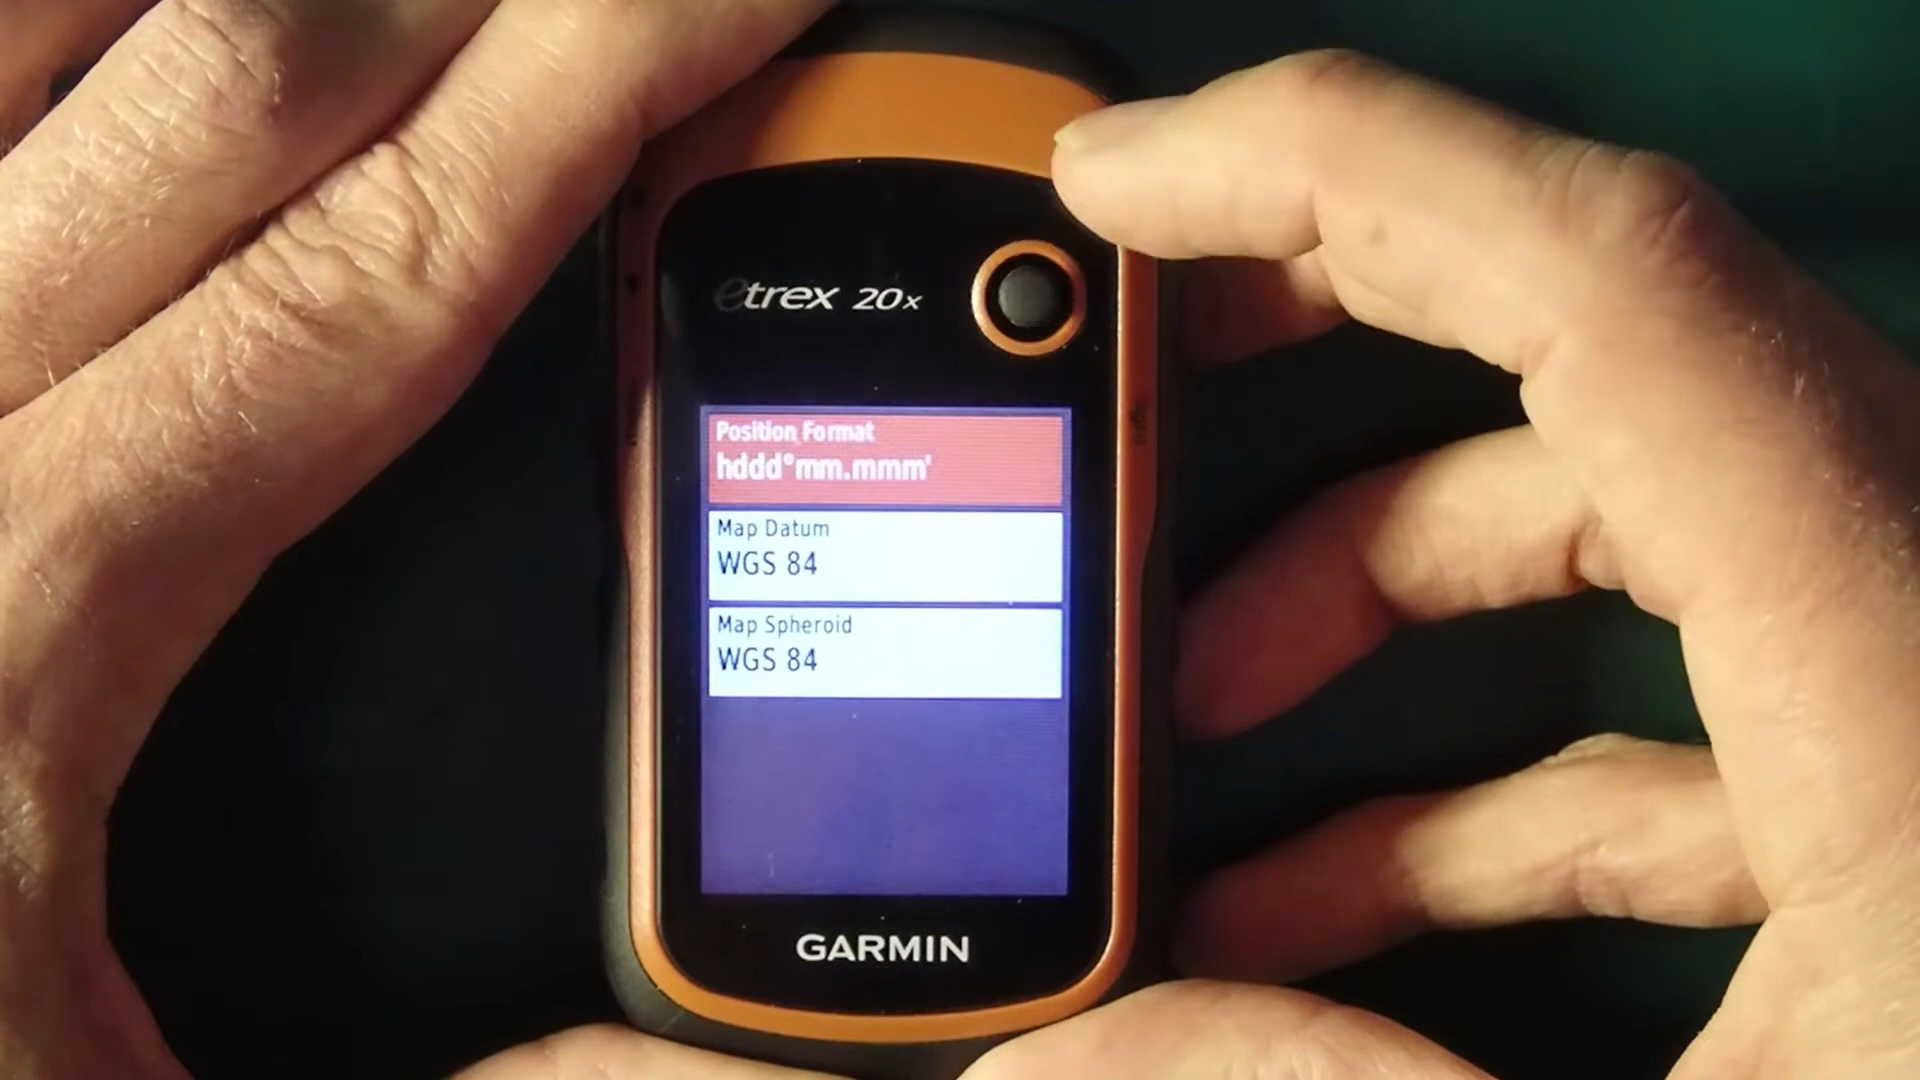 etrex 20x
Position Format
hddd°mm.mmm'
Map Datum
WGS 84
Map Spheroid
WGS 84
GARMIN